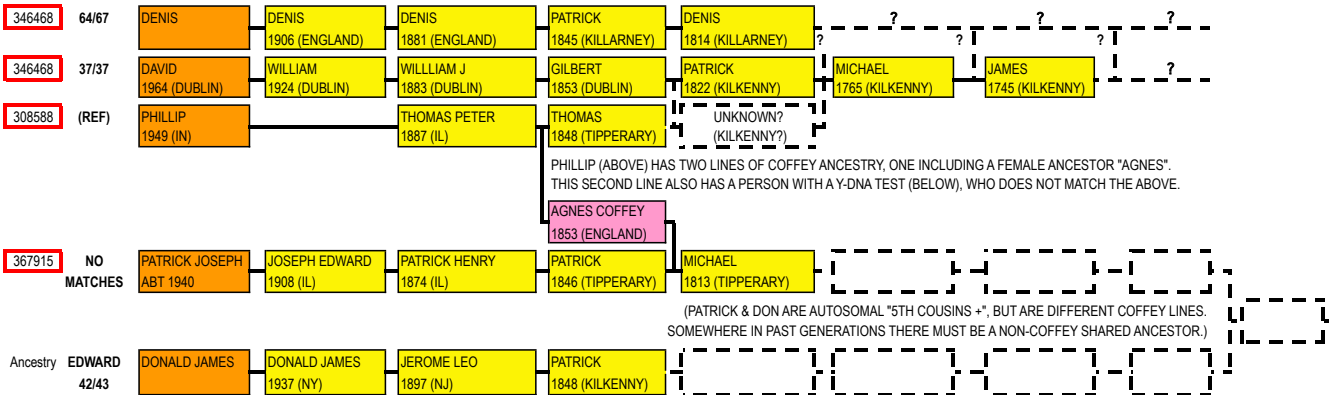 346468 64/67 DENIS DENIS DENIS PATRICK DENIS ? ? ?
1906 (ENGLAND) 1881 (ENGLAND) 1845 (KILLARNEY) 1814 (KILLARNEY) ? ? ?
346468 37/37 DAVID WILLIAM WILLLIAM J GILBERT PATRICK MICHAEL JAMES ?
1964 (DUBLIN) 1924 (DUBLIN) 1883 (DUBLIN) 1853 (DUBLIN) 1822 (KILKENNY) 1765 (KILKENNY) 1745 (KILKENNY)
308588 (REF) PHILLIP THOMAS PETER THOMAS UNKNOWN?
1949 (IN) 1887 (IL) 1848 (TIPPERARY) (KILKENNY?)
PHILLIP (ABOVE) HAS TWO LINES OF COFFEY ANCESTRY, ONE INCLUDING A FEMALE ANCESTOR "AGNES".
THIS SECOND LINE ALSO HAS A PERSON WITH A Y-DNA TEST (BELOW), WHO DOES NOT MATCH THE ABOVE.
AGNES COFFEY
1853 (ENGLAND)
367915 NO PATRICK JOSEPH JOSEPH EDWARD PATRICK HENRY PATRICK MICHAEL
MATCHES ABT 1940 1908 (IL) 1874 (IL) 1846 (TIPPERARY) 1813 (TIPPERARY)
(PATRICK & DON ARE AUTOSOMAL "5TH COUSINS +", BUT ARE DIFFERENT COFFEY LINES.
SOMEWHERE IN PAST GENERATIONS THERE MUST BE A NON-COFFEY SHARED ANCESTOR.)
Ancestry EDWARD DONALD JAMES DONALD JAMES JEROME LEO PATRICK
42/43 1937 (NY) 1897 (NJ) 1848 (KILKENNY)